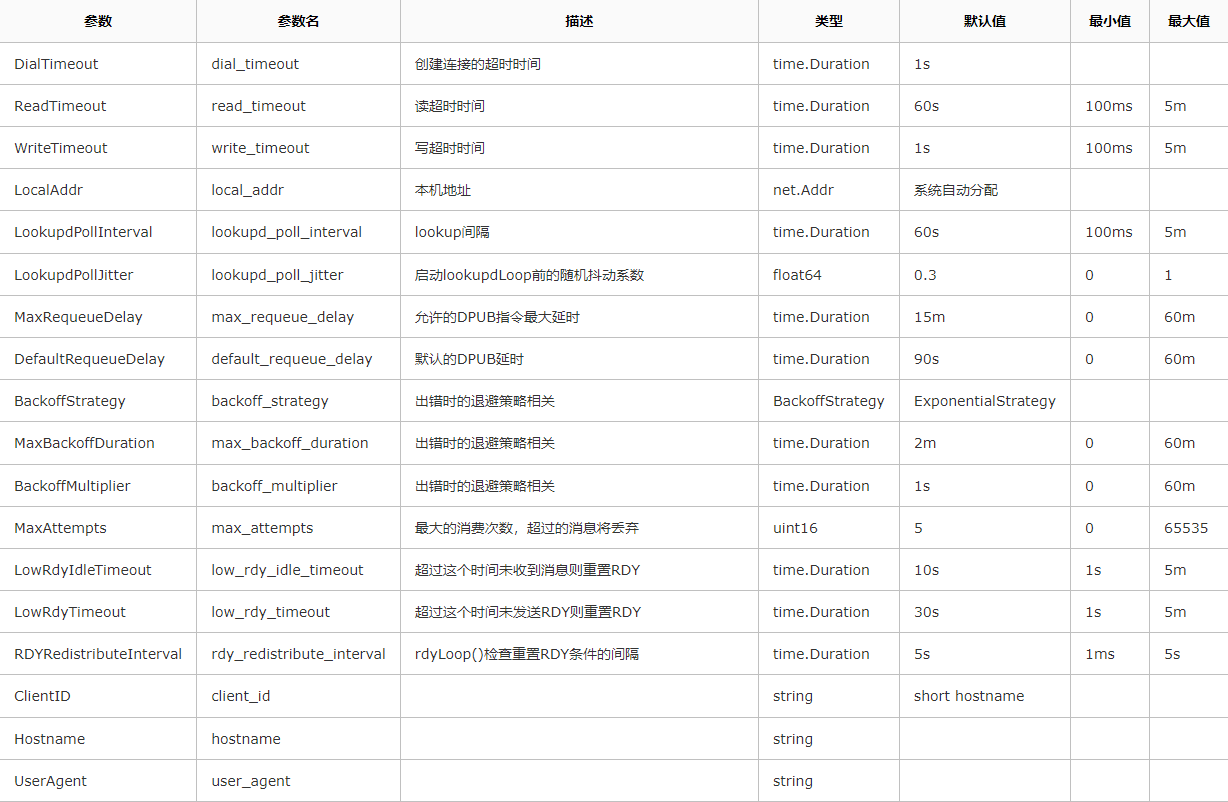 参数 参数名 描述 类型 默认值 最小值 最大值
DialTimeout dial_timeout 创建连接的超时时间 time.Duration 1s
ReadTimeout read_timeout 读超时时间 time.Duration 60s 100ms 5m
WriteTimeout write_timeout 写超时时间 time.Duration 1s 100ms 5m
LocalAddr local_addr 本机地址 net.Addr 系统自动分配
LookupdPollInterval lookupd_poll_interval lookup间隔 time.Duration 60s 100ms 5m
LookupdPollJitter lookupd_poll_jitter 启动lookupdLoop前的随机抖动系数 float64 0.3 0 1
MaxRequeueDelay max_requeue_delay 允许的DPUB指令最大延时 time.Duration 15m 0 60m
DefaultRequeueDelay default_requeue_delay 默认的DPUB延时 time.Duration 90s 0 60m
BackoffStrategy backoff_strategy 出错时的退避策略相关 BackoffStrategy ExponentialStrategy
MaxBackoffDuration max_backoff_duration 出错时的退避策略相关 time.Duration 2m 0 60m
BackoffMultiplier backoff_multiplier 出错时的退避策略相关 time.Duration 1s 0 60m
MaxAttempts max_attempts 最大的消费次数，超过的消息将丢弃 uint16 5 0 65535
LowRdyIdleTimeout low_rdy_idle_timeout 超过这个时间未收到消息则重置RDY time.Duration 10s 1s 5m
LowRdyTimeout low_rdy_timeout 超过这个时间未发送RDY则重置RDY time.Duration 30s 1s 5m
RDYRedistributeInterval rdy_redistribute_interval rdyLoop()检查重置RDY条件的间隔 time.Duration 5s 1ms 5s
ClientID client_id string short hostname
Hostname hostname string
UserAgent user_agent string